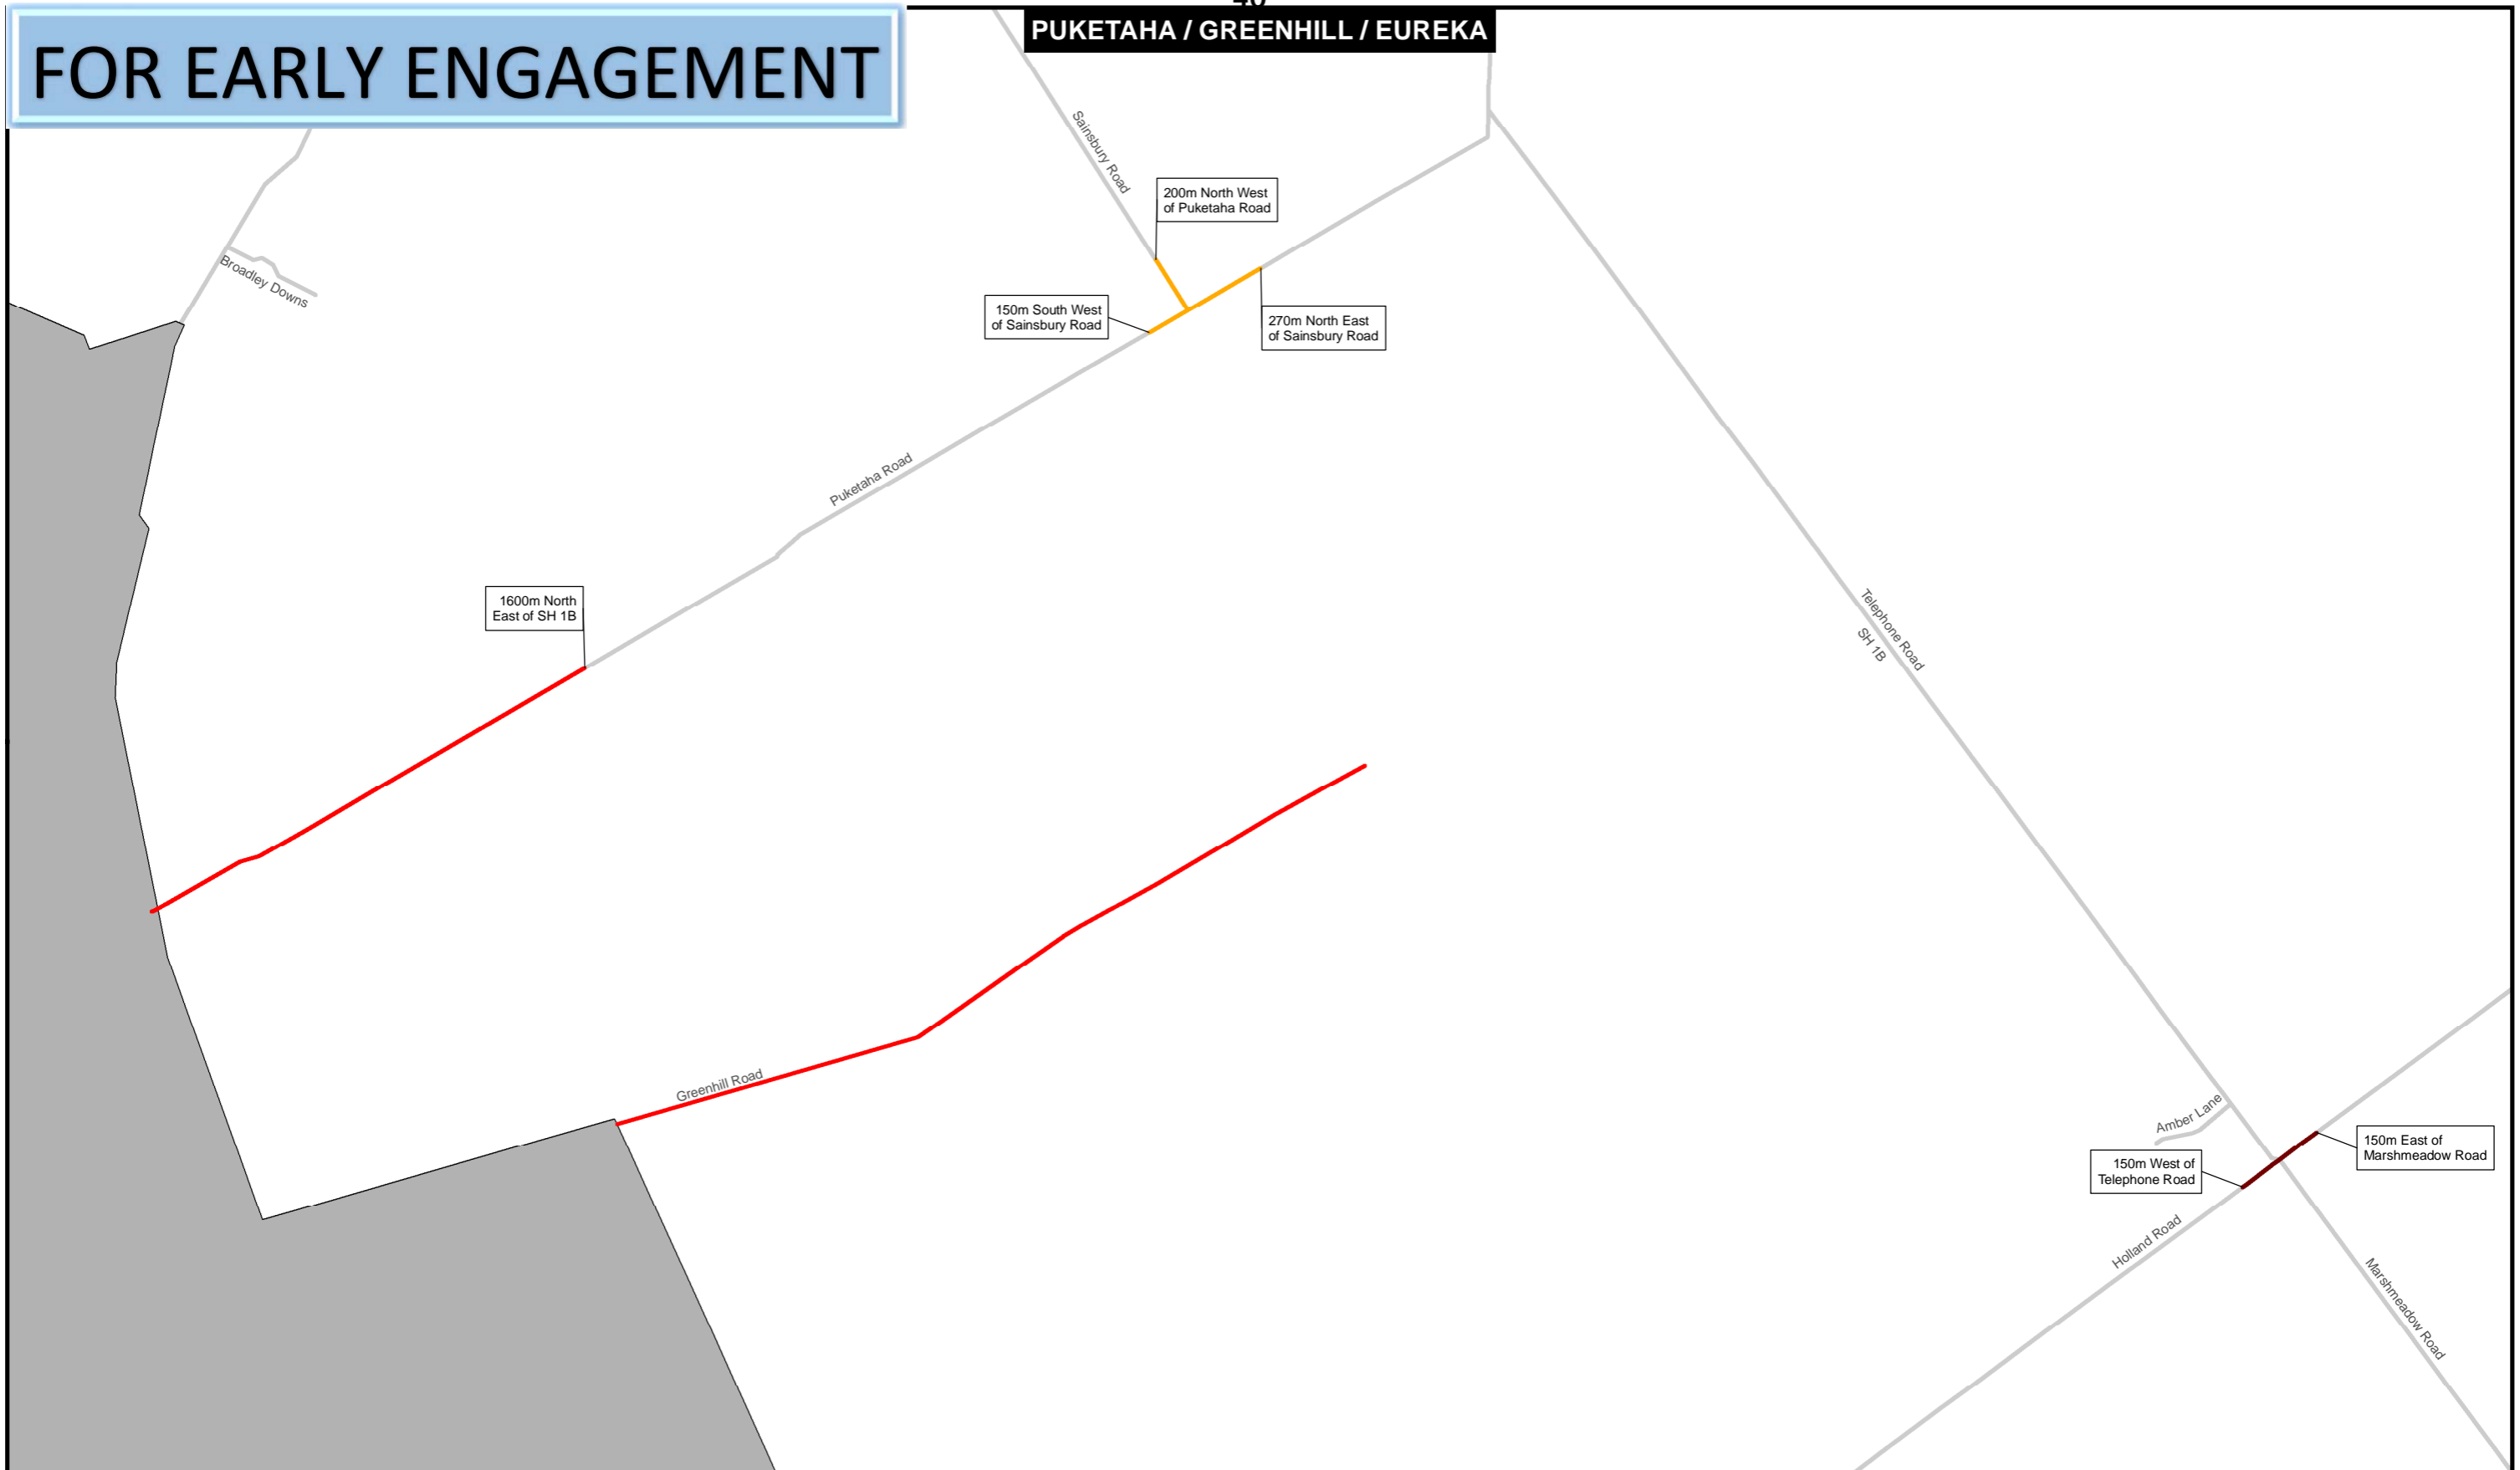 PUKETAHA / GREENHILL / EUREKA
FOR EARLY ENGAGEMENT
Sainsbury Road
200m North West
of Puketaha Road
Broadley Downs
150m South West
of Sainsbury Road
270m North East
of Sainsbury Road
Puketaha Road
1600m North
East of SH 1B
Telephone Road
SH 1B
Greenhill Road
Amber Lane
150m East of
Marshmeadow Road
150m West of
Telephone Road
Holland Road
Marshmeadow Road